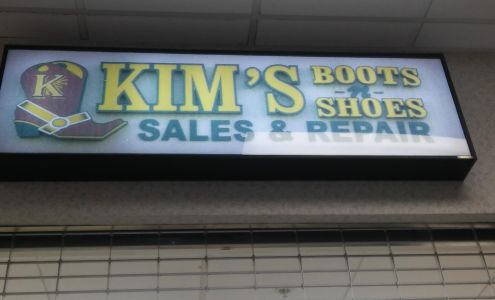 K
KIM'S BOOTS
-n-
SHOES
SALES & REPAIR